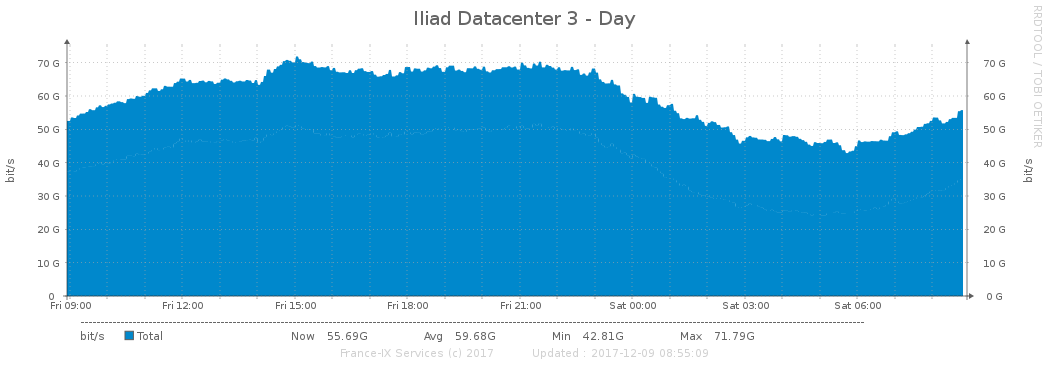 Iliad Datacenter 3 - Day
RRDTOOL / TOBI OETIKER
bit/s
70 G
60 G
50 G
40 G
30 G
20 G
10 G
0
70 G
60 G
50 G
40 G
30 G
20 G
10 G
0 G
bit/s
Fri 09:00 Fri 12:00 Fri 15:00 Fri 18:00 Fri 21:00 Sat 00:00 Sat 03:00 Sat 06:00
bit/s Total Now 55.69G Avg 59.68G Min 42.81G Max 71.79G
France-IX Services (c) 2017 Updated : 2017-12-09 08:55:09